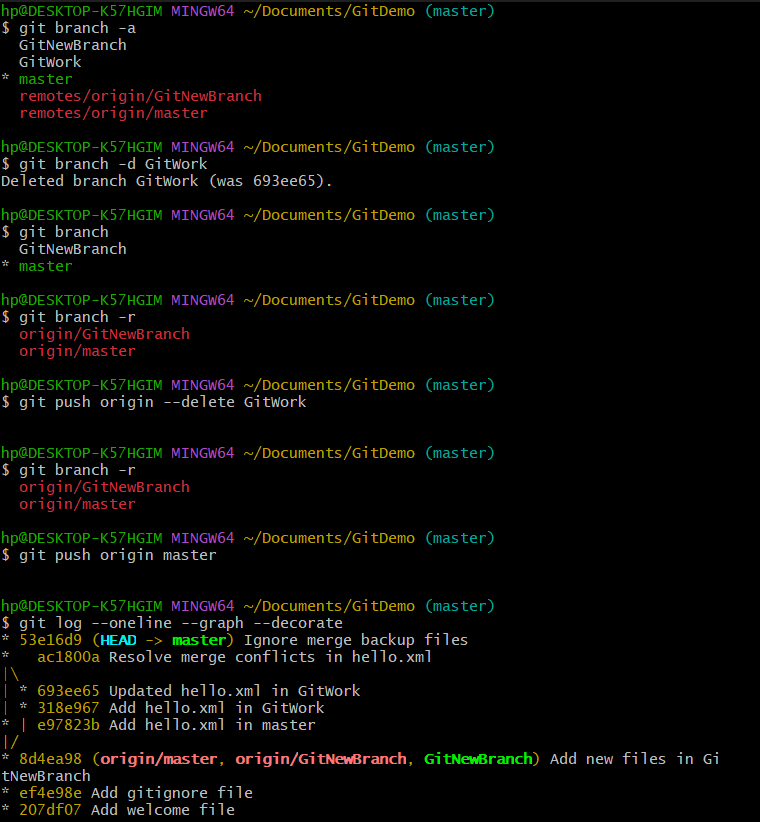 hp@DESKTOP-K57HGIM MINGW64 ~/Documents/GitDemo (master)
$ git branch -a
  GitNewBranch
  GitWork
* master
  remotes/origin/GitNewBranch
  remotes/origin/master

hp@DESKTOP-K57HGIM MINGW64 ~/Documents/GitDemo (master)
$ git branch -d GitWork
Deleted branch GitWork (was 693ee65).

hp@DESKTOP-K57HGIM MINGW64 ~/Documents/GitDemo (master)
$ git branch
  GitNewBranch
* master

hp@DESKTOP-K57HGIM MINGW64 ~/Documents/GitDemo (master)
$ git branch -r
  origin/GitNewBranch
  origin/master

hp@DESKTOP-K57HGIM MINGW64 ~/Documents/GitDemo (master)
$ git push origin --delete GitWork

hp@DESKTOP-K57HGIM MINGW64 ~/Documents/GitDemo (master)
$ git branch -r
  origin/GitNewBranch
  origin/master

hp@DESKTOP-K57HGIM MINGW64 ~/Documents/GitDemo (master)
$ git push origin master

hp@DESKTOP-K57HGIM MINGW64 ~/Documents/GitDemo (master)
$ git log --oneline --graph --decorate
* 53e16d9 (HEAD -> master) Ignore merge backup files
*   ac1800a Resolve merge conflicts in hello.xml
|\
| * 693ee65 Updated hello.xml in GitWork
| * 318e967 Add hello.xml in GitWork
* | e97823b Add hello.xml in master
|/
* 8d4ea98 (origin/master, origin/GitNewBranch, GitNewBranch) Add new files in Gi
tNewBranch
* ef4e98e Add gitignore file
* 207df07 Add welcome file